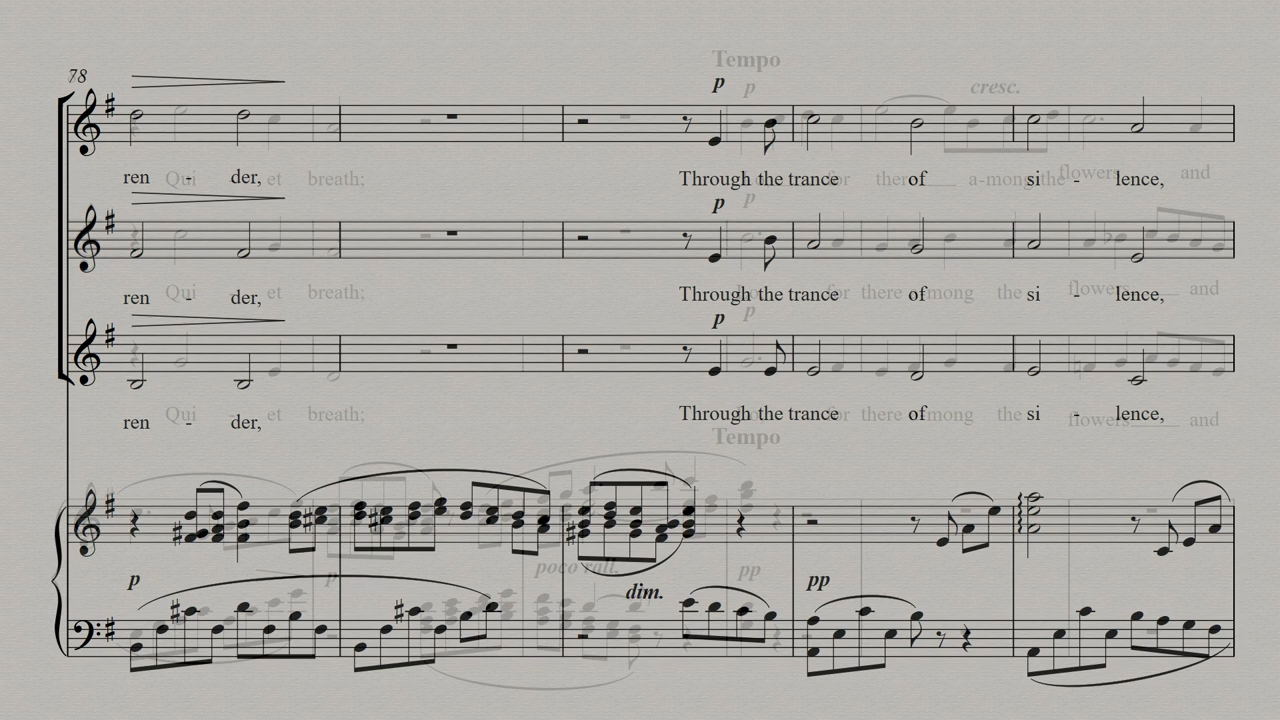 78
Tempo
p p cresc.
ren - der, Through the trance of si - lence,
Qui - et breath; for there a-mong the flowers and
p p
ren - der, Through the trance of si - lence,
Qui - et breath; for there among the flowers and
p p
ren - der, Through the trance of si - lence,
Qui - et breath; for there among the flowers and
Tempo
p p poco rall. dim. pp pp